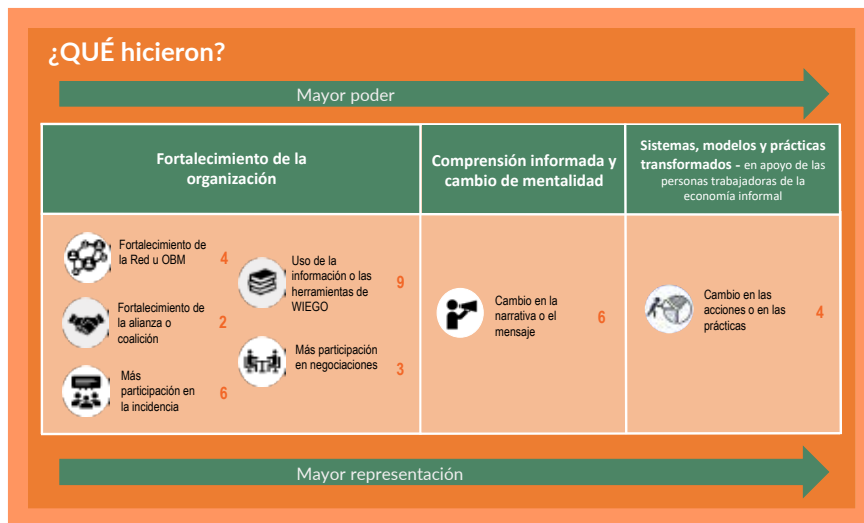 ¿QUÉ hicieron?
Mayor poder
Fortalecimiento de la
organización
Comprensión informada y
cambio de mentalidad
Sistemas, modelos y prácticas
transformados - en apoyo de las
personas trabajadoras de la
economía informal
Fortalecimiento de
la Red u OBM
4
Fortalecimiento de
la alianza o
coalición
2
Más
participación en
la incidencia
6
Uso de la
información o las
herramientas de
WIEGO
9
Más participación
en negociaciones
3
Cambio en la
narrativa o el
mensaje
6
Cambio en las
acciones o en las
prácticas
4
Mayor representación